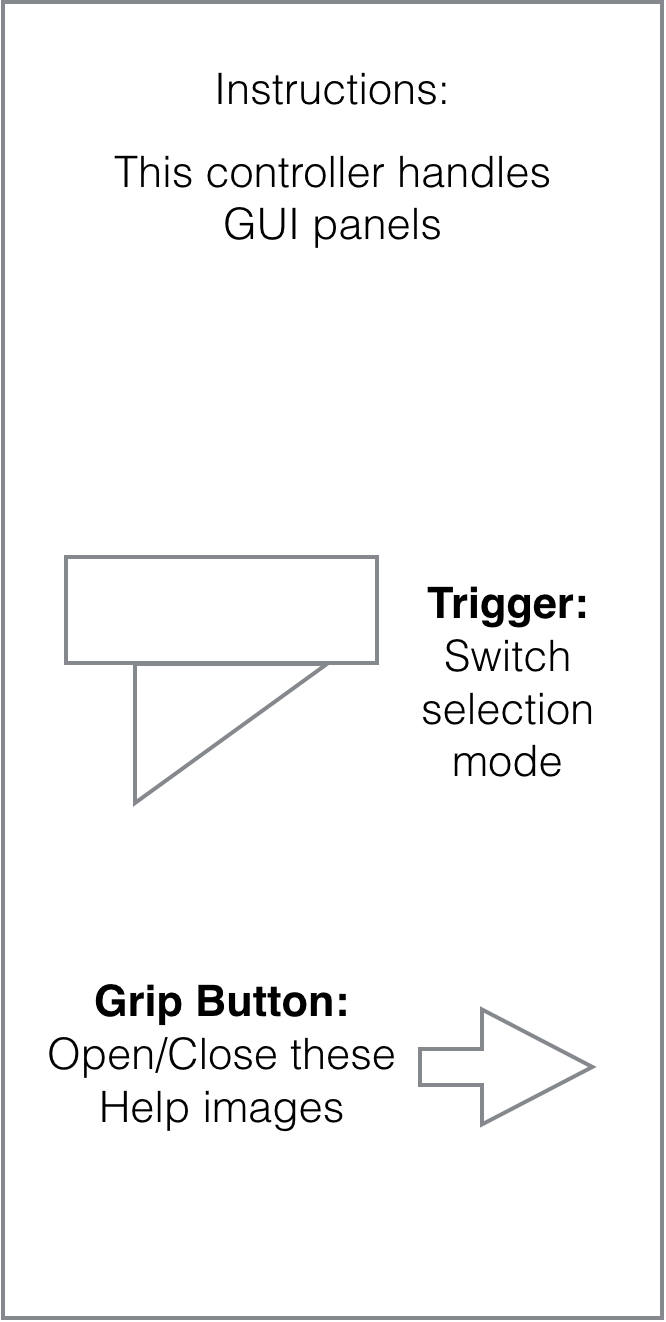 Instructions:
This controller handles
GUI panels
Trigger:
Switch
selection
mode
Grip Button:
Open/Close these
Help images